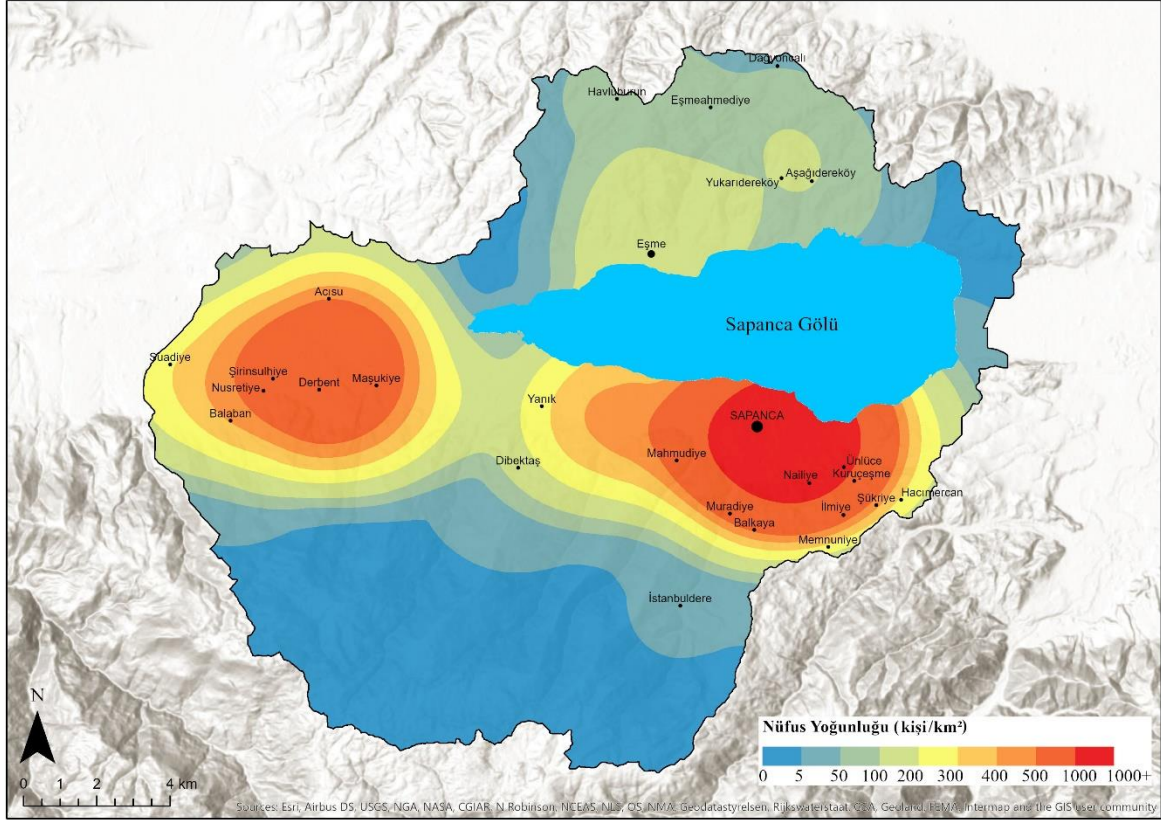 Dağyoncalı
Havluburun
Eşmeahmediye
Yukarıdereköy
Aşağıdereköy
Eşme
Acısu
Sapanca Gölü
Suadiye
Şirinsulhiye
Nusretiye
Derbent
Maşukiye
Balaban
Yanık
SAPANCA
Dibektaş
Mahmudiye
Ünlüce
Nailiye
Kuruçeşme
Şükriye
Hacımercan
Muradiye
İlmiye
Balkaya
Memnuniye
İstanbuldere
N
0 1 2 4 km
Nüfus Yoğunluğu (kişi/km²)
0 5 50 100 200 300 400 500 1000 1000+
Sources: Esri, Airbus DS, USGS, NGA, NASA, CGIAR, N Robinson, NCEAS, NLS, OS, NMA, Geodatastyrelsen, Rijkswaterstaat, GSA, Geoland, FEMA, Intermap and the GIS user community